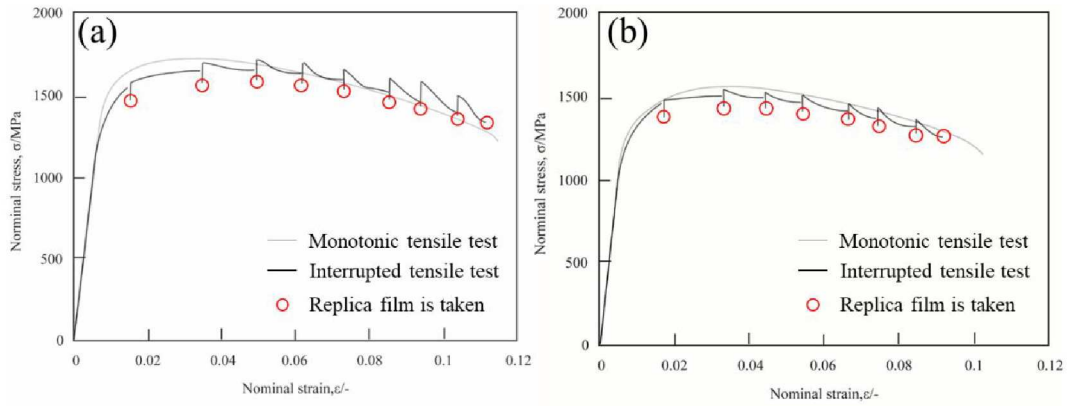 (a)
2000
1500
1000
500
0
Norminal stress, σ/MPa
Monotonic tensile test
Interrupted tensile test
Replica film is taken
0 0.02 0.04 0.06 0.08 0.1 0.12
Nominal strain,ε/-
(b)
2000
1500
1000
500
0
Norminal stress, σ/MPa
Monotonic tensile test
Interrupted tensile test
Replica film is taken
0 0.02 0.04 0.06 0.08 0.1 0.12
Nominal strain,ε/-